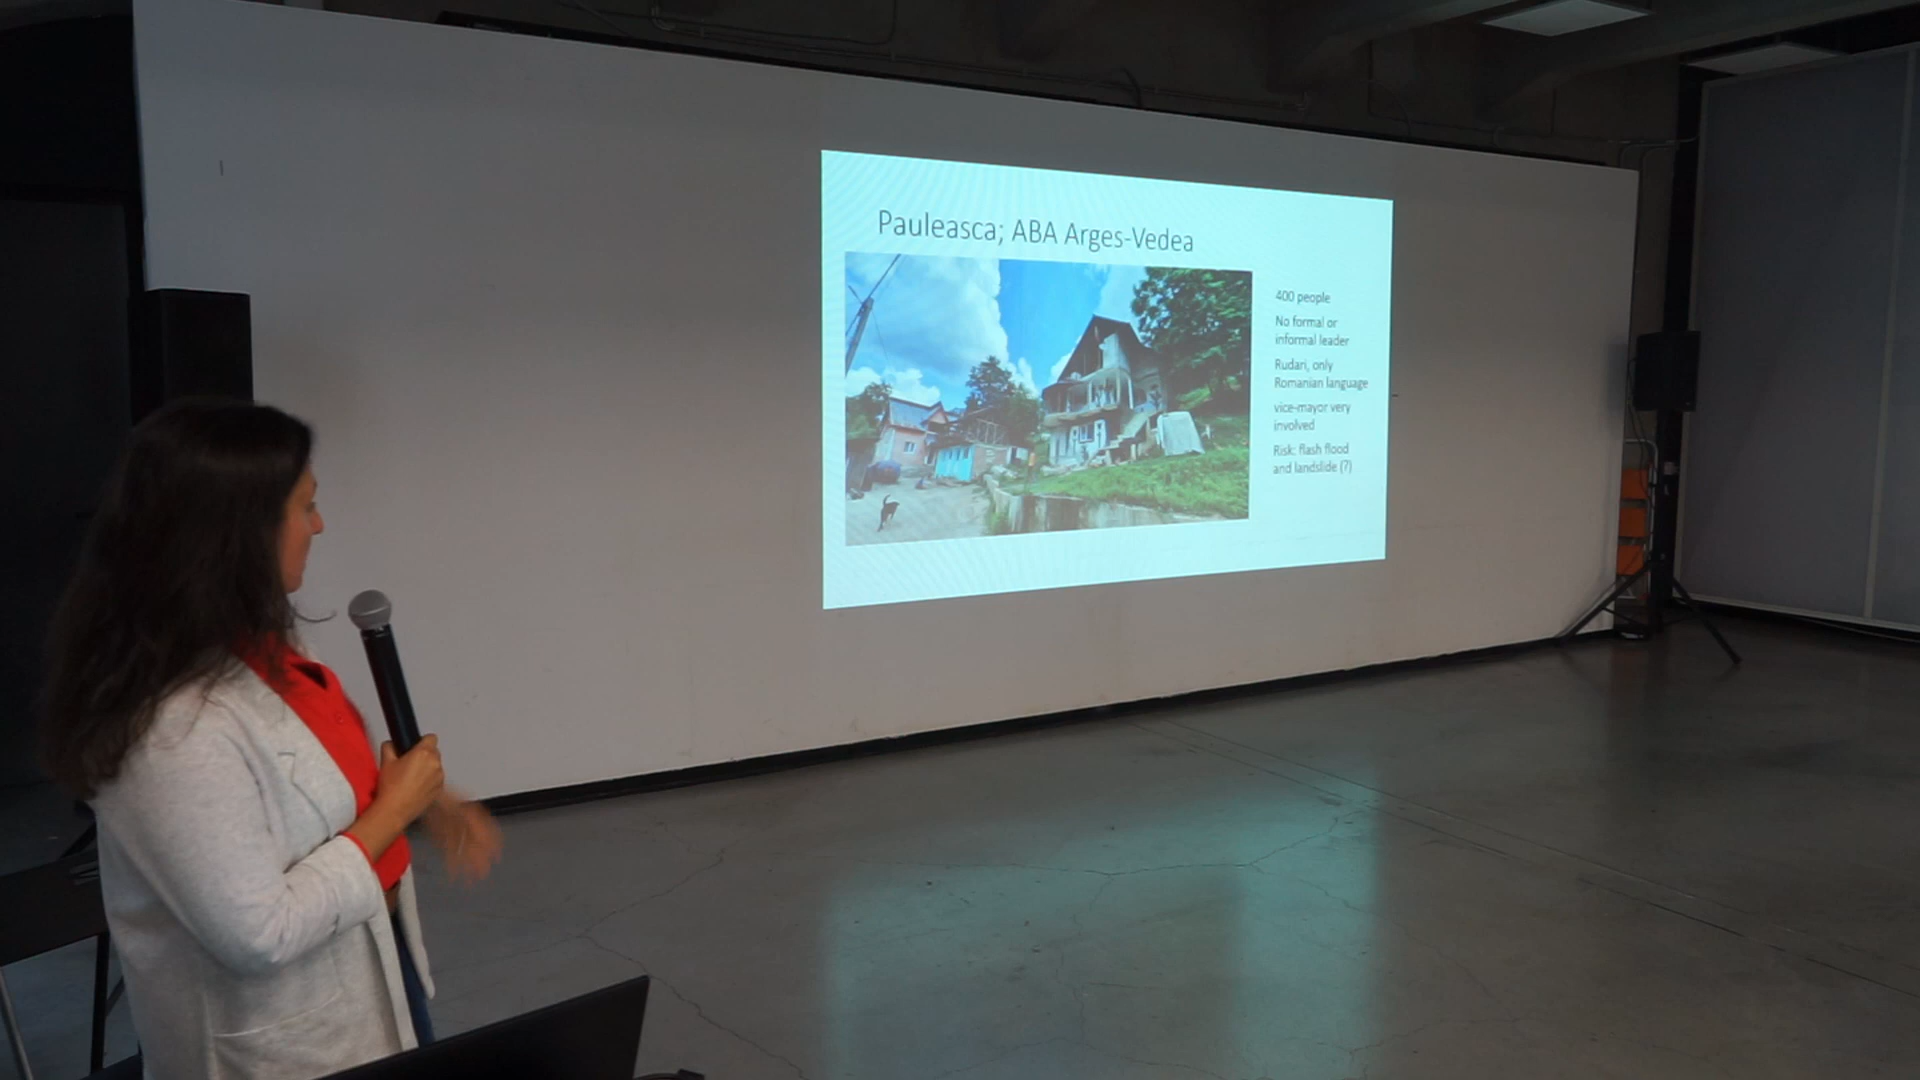 Pauleasca; ABA Arges-Vedea
400 people
No formal or
informal leader
Rudari, only
Romanian language
vice-mayor very
involved
Risk: flash flood
and landslide (?)